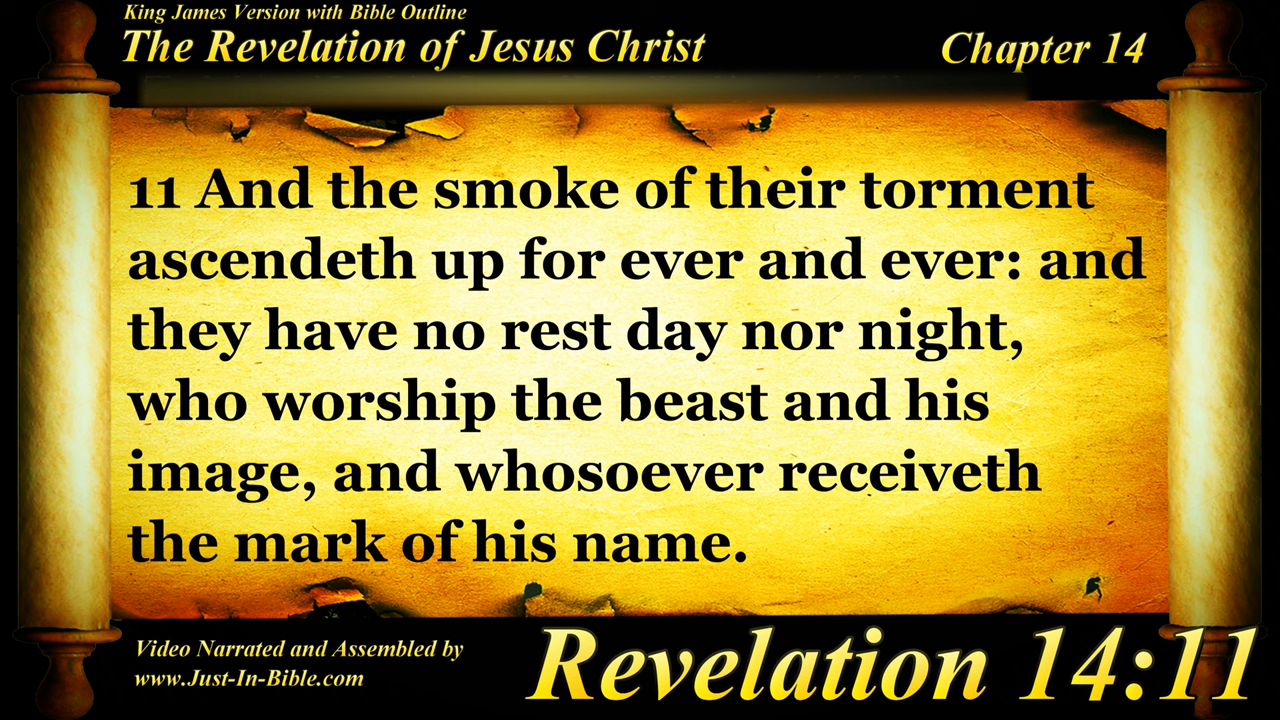 King James Version with Bible Outline
The Revelation of Jesus Christ
Chapter 14
11 And the smoke of their torment
ascendeth up for ever and ever: and
they have no rest day nor night,
who worship the beast and his
image, and whosoever receiveth
the mark of his name.
Video Narrated and Assembled by
www.Just-In-Bible.com
Revelation 14:11